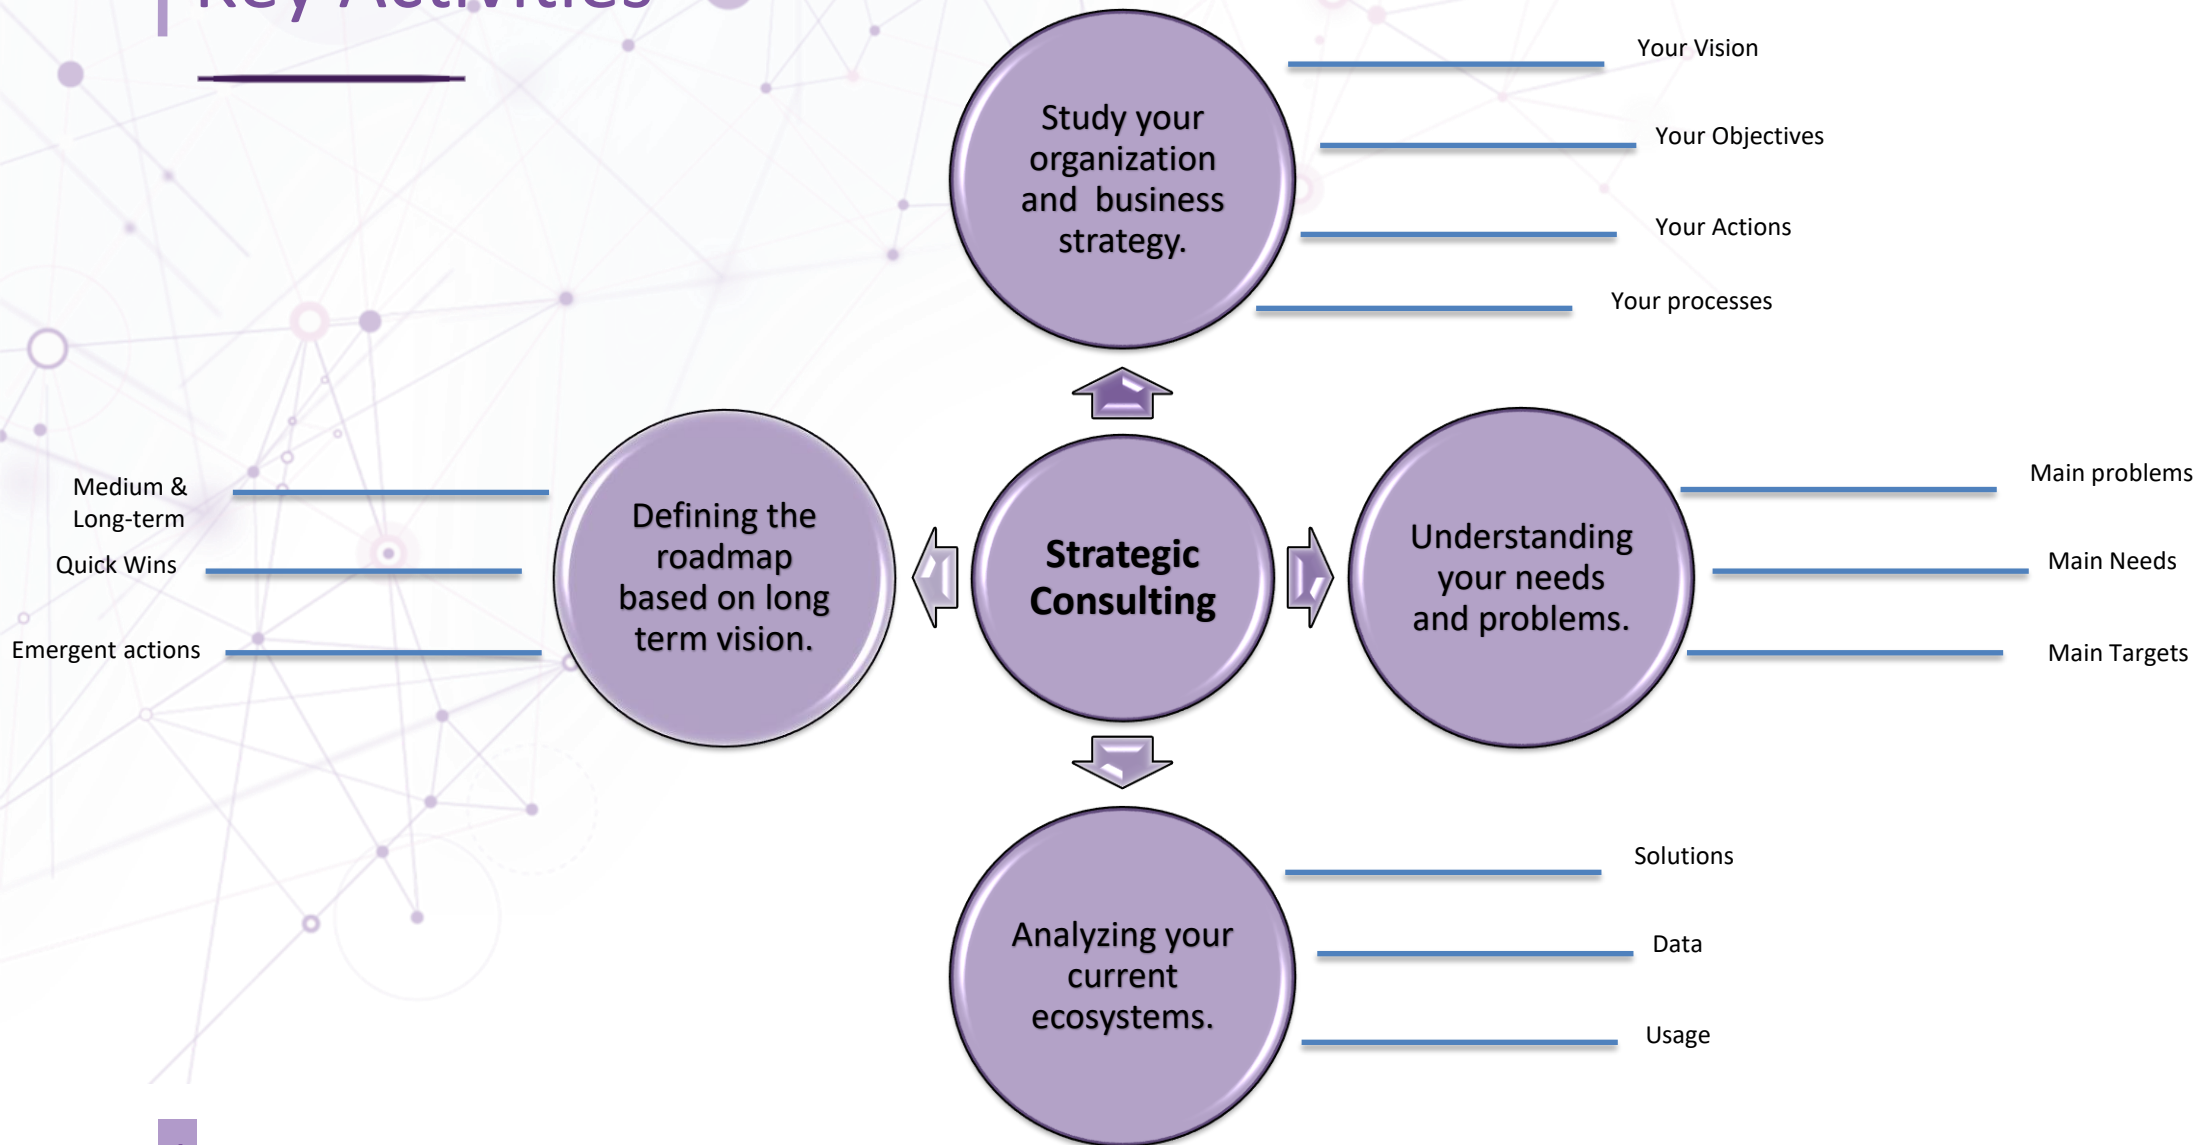 Key Activities
Study your
organization
and business
strategy.
Your Vision
Your Objectives
Your Actions
Your processes
Strategic
Consulting
Understanding
your needs
and problems.
Main problems
Main Needs
Main Targets
Analyzing your
current
ecosystems.
Solutions
Data
Usage
Defining the
roadmap
based on long
term vision.
Medium &
Long-term
Quick Wins
Emergent actions